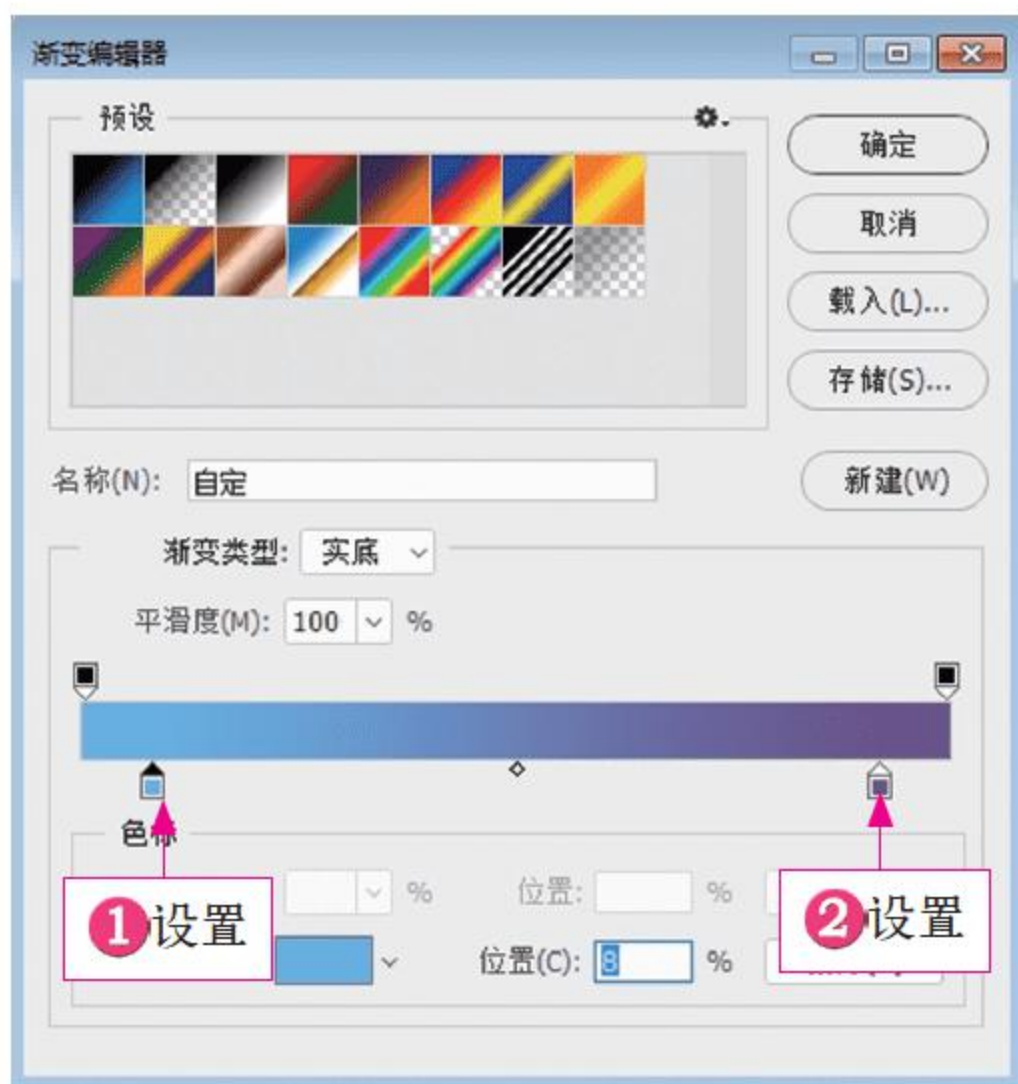 渐变编辑器
预设
确定
取消
载入(L)...
存储(S)...
名称(N): 自定
新建(W)
渐变类型: 实底
平滑度(M): 100 %
色标
% 位置: %
1设置
2设置
位置(C): 8 %